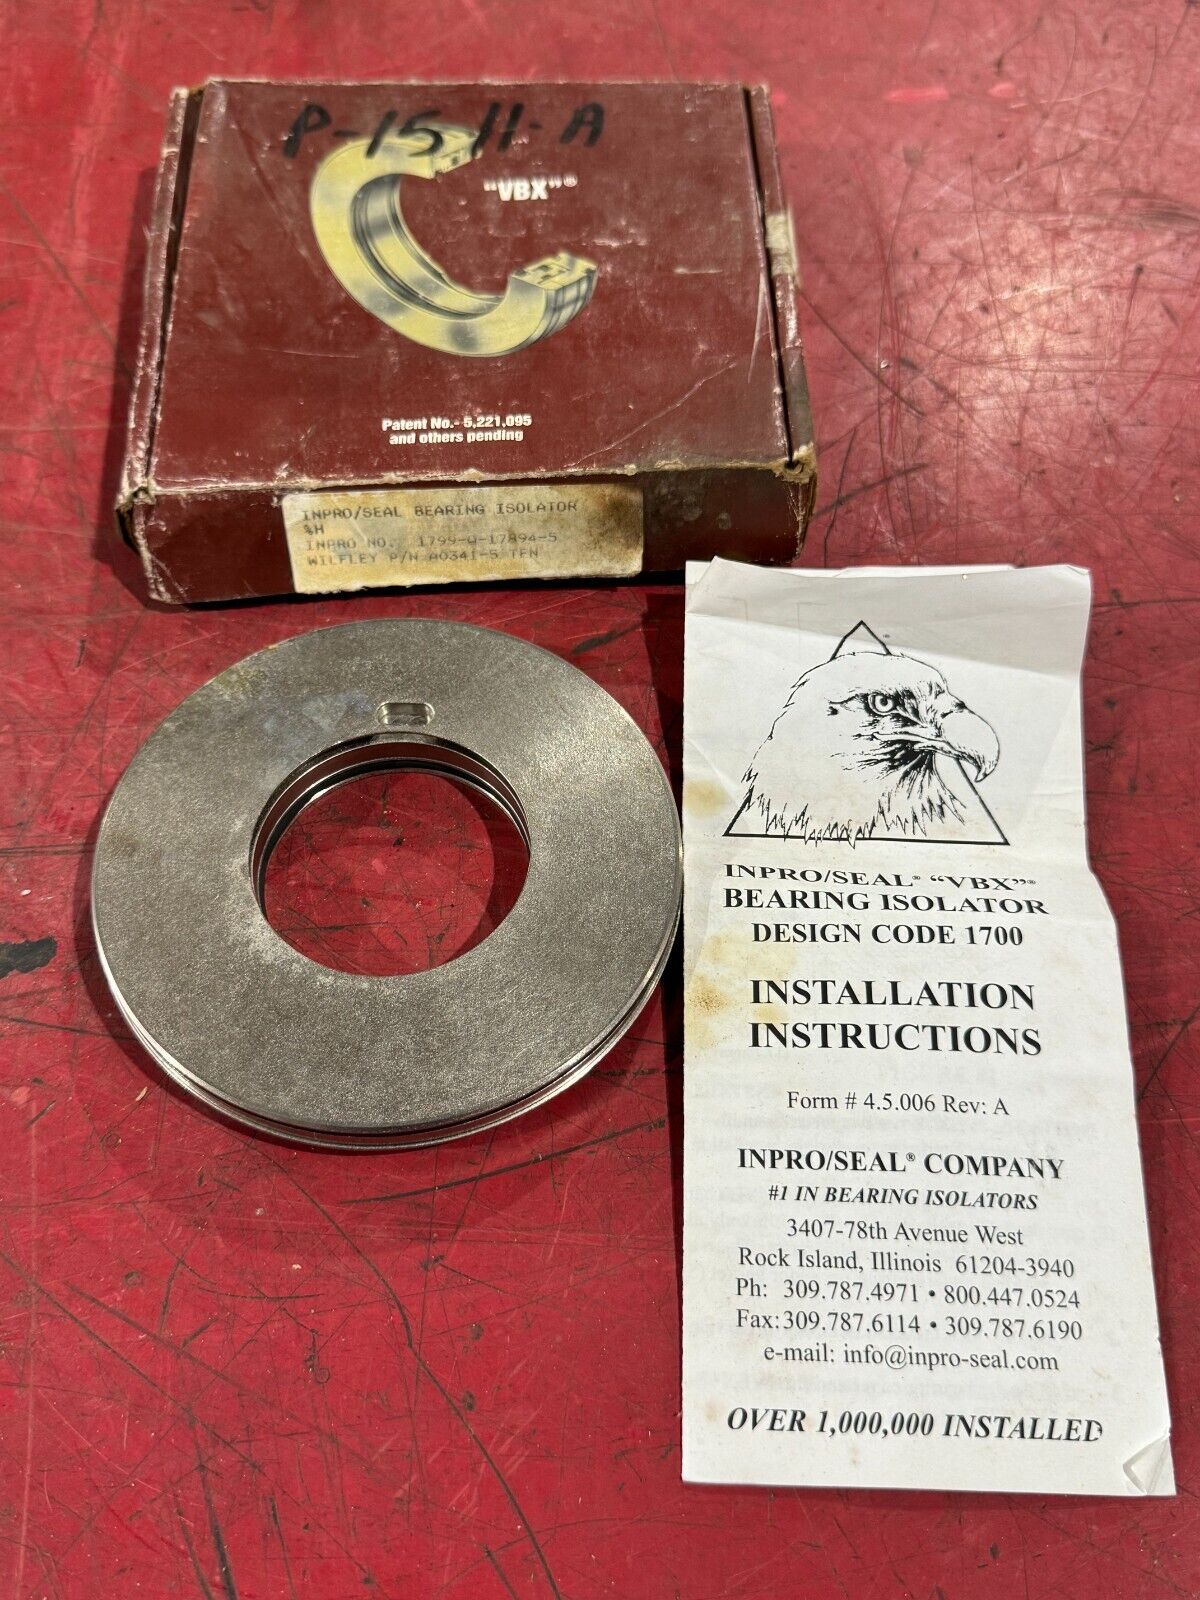 P-15 11-A
"VBX"®
Patent No.- 5,221,095
and others pending
INPRO/SEAL BEARING ISOLATOR
%H
INPRO NO. 1799-Q-17894-5
WILFLEY P/N A0341-5 TFN
INPRO/SEAL® "VBX"®
BEARING ISOLATOR
DESIGN CODE 1700
INSTALLATION
INSTRUCTIONS
Form # 4.5.006 Rev: A
INPRO/SEAL® COMPANY
#1 IN BEARING ISOLATORS
3407-78th Avenue West
Rock Island, Illinois 61204-3940
Ph: 309.787.4971 • 800.447.0524
Fax: 309.787.6114 • 309.787.6190
e-mail: info@inpro-seal.com
OVER 1,000,000 INSTALLED